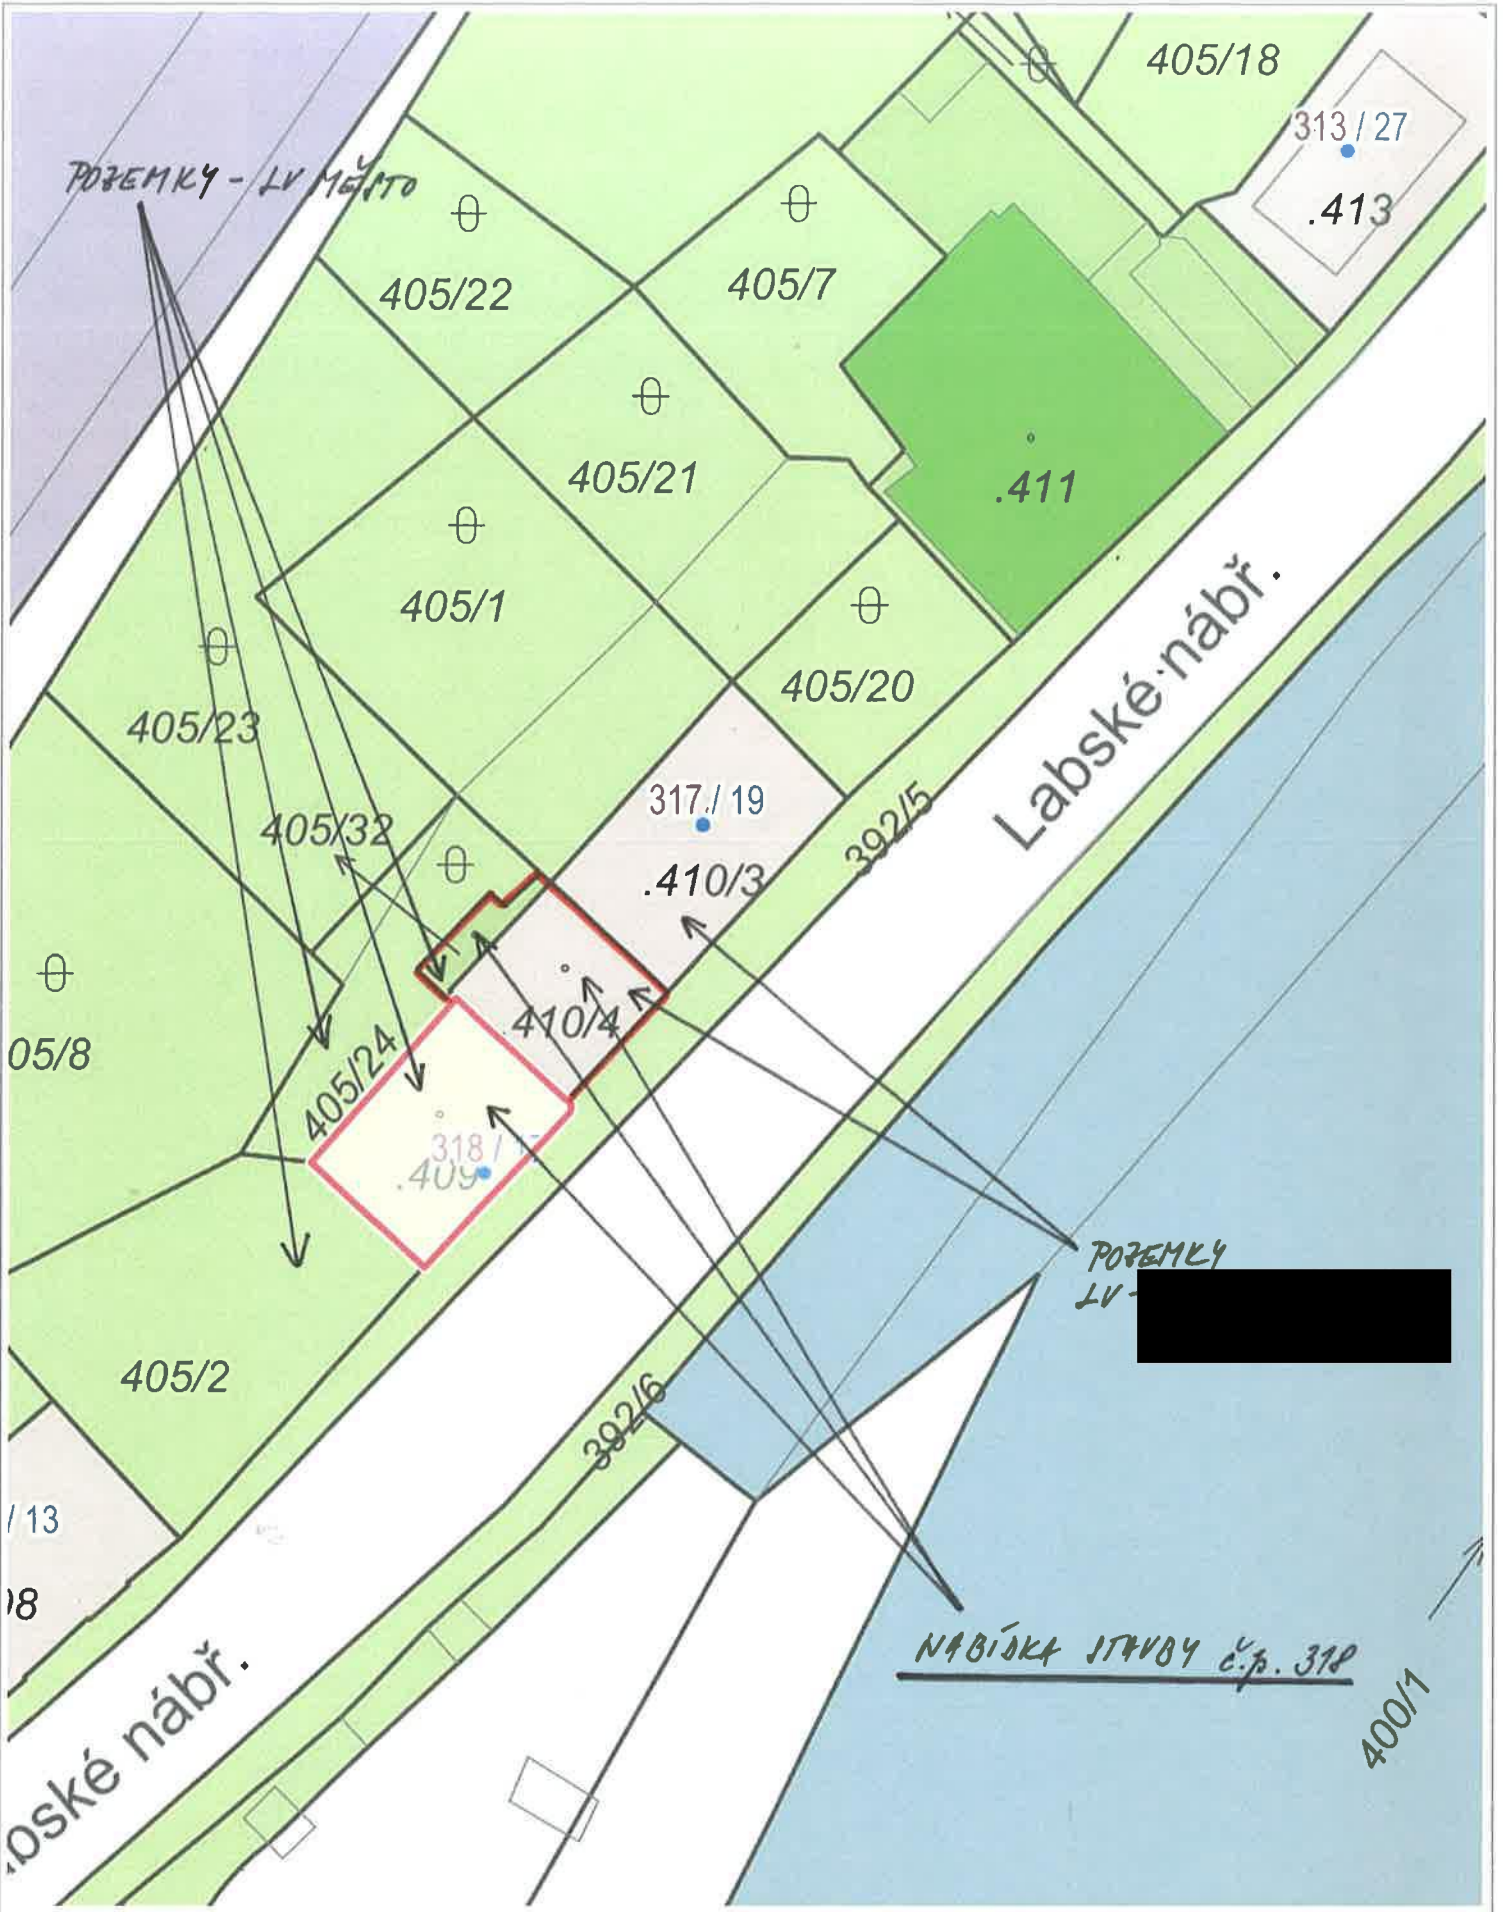 405/18
313 / 27
.413
POZEMKY - LV MĚSTO
405/22
405/7
405/21
.411
405/1
Labské nábř.
405/20
405/23
317 / 19
405/32
392/5
.410/3
.410/4
05/8
405/24
318 / 17
.409
POZEMKY
LV -
405/2
392/6
/ 13
08
NABÍDKA STAVBY č.p. 318
400/1
bské nábř.